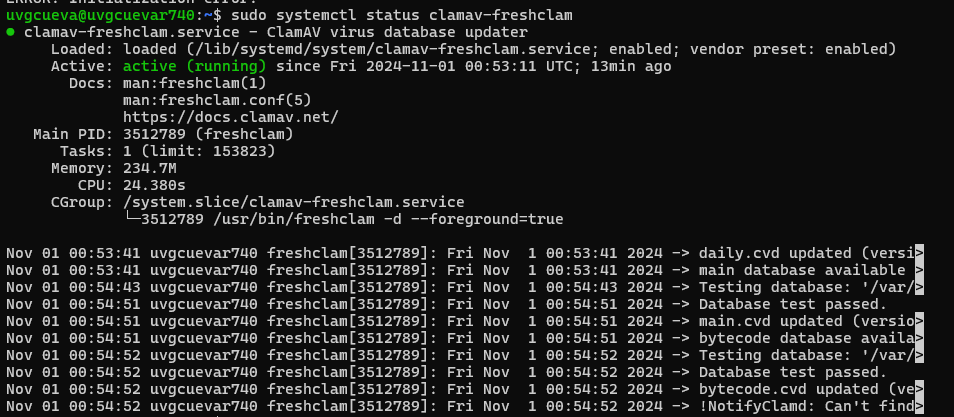 uvgcueva@uvgcuevar740:~$ sudo systemctl status clamav-freshclam
● clamav-freshclam.service - ClamAV virus database updater
Loaded: loaded (/lib/systemd/system/clamav-freshclam.service; enabled; vendor preset: enabled)
Active: active (running) since Fri 2024-11-01 00:53:11 UTC; 13min ago
Docs: man:freshclam(1)
man:freshclam.conf(5)
https://docs.clamav.net/
Main PID: 3512789 (freshclam)
Tasks: 1 (limit: 153823)
Memory: 234.7M
CPU: 24.380s
CGroup: /system.slice/clamav-freshclam.service
└─3512789 /usr/bin/freshclam -d --foreground=true
Nov 01 00:53:41 uvgcuevar740 freshclam[3512789]: Fri Nov  1 00:53:41 2024 -> daily.cvd updated (versi>
Nov 01 00:53:41 uvgcuevar740 freshclam[3512789]: Fri Nov  1 00:53:41 2024 -> main database available >
Nov 01 00:54:43 uvgcuevar740 freshclam[3512789]: Fri Nov  1 00:54:43 2024 -> Testing database: '/var/>
Nov 01 00:54:51 uvgcuevar740 freshclam[3512789]: Fri Nov  1 00:54:51 2024 -> Database test passed.
Nov 01 00:54:51 uvgcuevar740 freshclam[3512789]: Fri Nov  1 00:54:51 2024 -> main.cvd updated (versio>
Nov 01 00:54:51 uvgcuevar740 freshclam[3512789]: Fri Nov  1 00:54:51 2024 -> bytecode database availa>
Nov 01 00:54:52 uvgcuevar740 freshclam[3512789]: Fri Nov  1 00:54:52 2024 -> Testing database: '/var/>
Nov 01 00:54:52 uvgcuevar740 freshclam[3512789]: Fri Nov  1 00:54:52 2024 -> Database test passed.
Nov 01 00:54:52 uvgcuevar740 freshclam[3512789]: Fri Nov  1 00:54:52 2024 -> bytecode.cvd updated (ve>
Nov 01 00:54:52 uvgcuevar740 freshclam[3512789]: Fri Nov  1 00:54:52 2024 -> !NotifyClamd: Can't find>